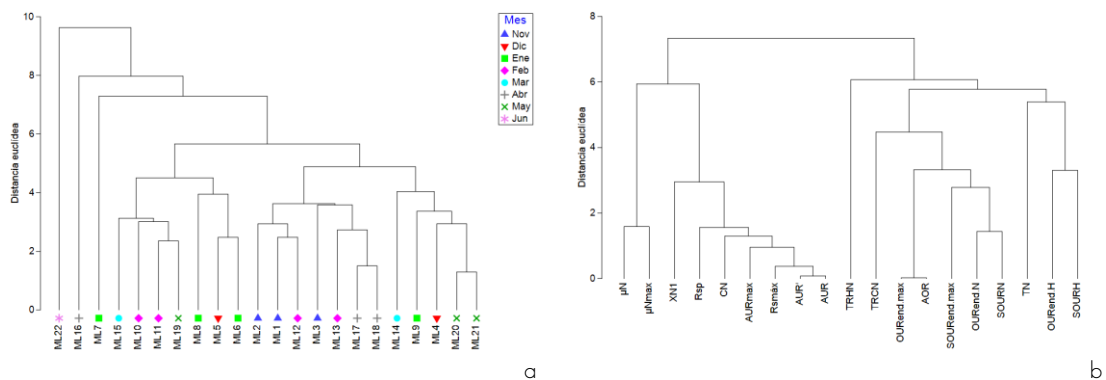 Distancia euclídea
10
8
6
4
2
0
ML22
ML16
ML7
ML15
ML10
ML11
ML19
ML8
ML5
ML6
ML2
ML1
ML12
ML3
ML13
ML17
ML18
ML14
ML9
ML4
ML20
ML21
Mes
Nov
Dic
Ene
Feb
Mar
Abr
May
Jun
a
Distancia euclídea
8
6
4
2
0
µN
µNmax
XN1
Rsp
CN
AURmax
Rsmáx
AUR'
AUR
TRHN
TRCN
OURend.max
AOR
SOURend.max
OURend.N
SOURN
TN
OURend.H
SOURH
b